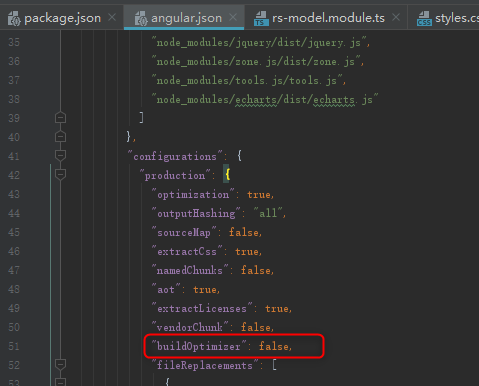 package.json × angular.json × rs-model.module.ts × styles.cs
35 "node_modules/jquery/dist/jquery.js",
36 "node_modules/zone.js/dist/zone.js",
37 "node_modules/tools.js/tools.js",
38 "node_modules/echarts/dist/echarts.js"
39 ]
40 },
41 "configurations": {
42 "production": {
43 "optimization": true,
44 "outputHashing": "all",
45 "sourceMap": false,
46 "extractCss": true,
47 "namedChunks": false,
48 "aot": true,
49 "extractLicenses": true,
50 "vendorChunk": false,
51 "buildOptimizer": false,
52 "fileReplacements": [
{